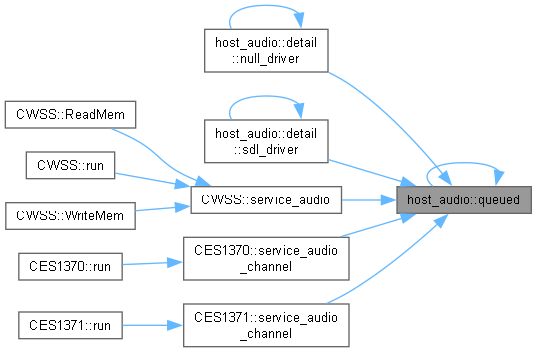 host_audio::detail
::null_driver
CWSS::ReadMem
host_audio::detail
::sdl_driver
CWSS::run
CWSS::service_audio
host_audio::queued
CWSS::WriteMem
CES1370::service_audio
_channel
CES1370::run
CES1371::service_audio
_channel
CES1371::run